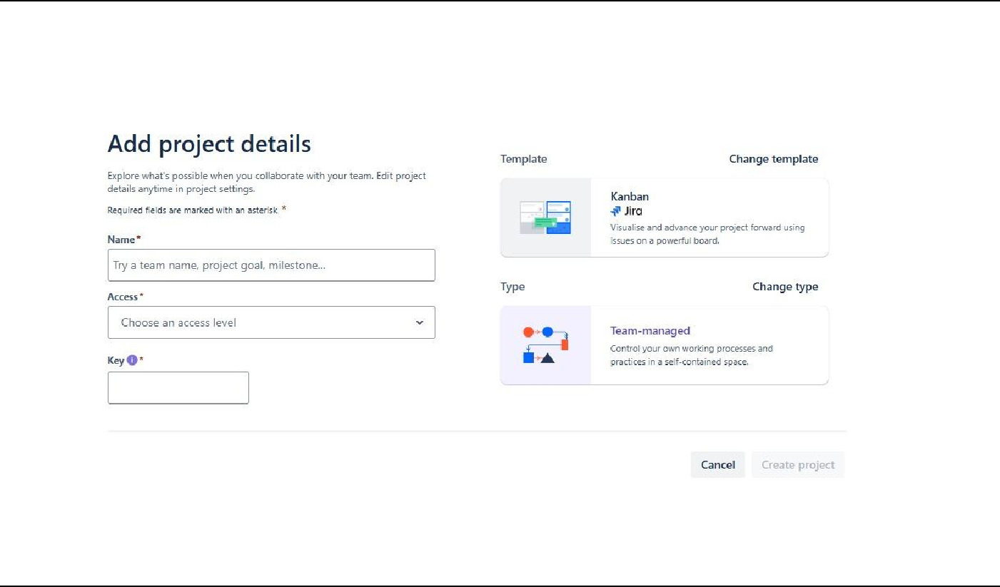 Add project details
Explore what's possible when you collaborate with your team. Edit project
details anytime in project settings.
Required fields are marked with an asterisk *
Name*
Try a team name, project goal, milestone...
Access*
Choose an access level
Key i *
Template
Change template
Kanban
Jira
Visualise and advance your project forward using
issues on a powerful board.
Type
Change type
Team-managed
Control your own working processes and
practices in a self-contained space.
Cancel
Create project